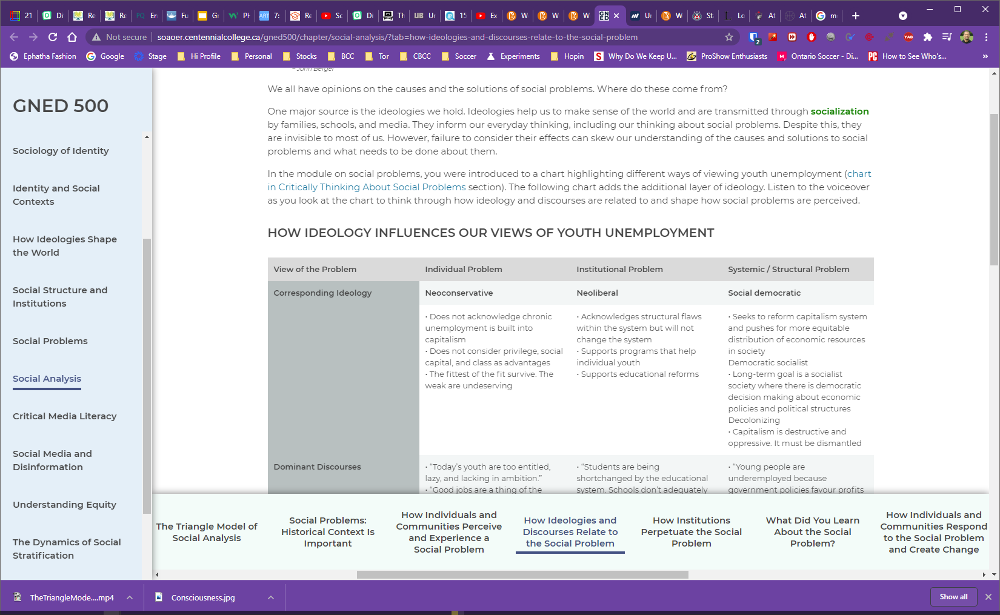 21
Di
Re
Re
PQ
En
Fu
Gr
Ph
ART
7:
Re
Sc
Di
Th
UB
Ur
15
Ex
W
W
W
GN
ED
Ur
W
St
Lc
At
At
m
Not secure
soaoer.centennialcollege.ca/gned500/chapter/social-analysis/?tab=how-ideologies-and-discourses-relate-to-the-social-problem
2
YAB
Ephatha Fashion
Google
Stage
Hi Profile
Personal
Stocks
BCC
Tor
CBCC
Soccer
Experiments
Hopin
Why Do We Keep U...
ProShow Enthusiasts
Ontario Soccer - Di...
PC
How to See Who's...
– John Berger
We all have opinions on the causes and the solutions of social problems. Where do these come from?
One major source is the ideologies we hold. Ideologies help us to make sense of the world and are transmitted through socialization
by families, schools, and media. They inform our everyday thinking, including our thinking about social problems. Despite this, they
are invisible to most of us. However, failure to consider their effects can skew our understanding of the causes and solutions to social
problems and what needs to be done about them.
In the module on social problems, you were introduced to a chart highlighting different ways of viewing youth unemployment (chart
in Critically Thinking About Social Problems section). The following chart adds the additional layer of ideology. Listen to the voiceover
as you look at the chart to think through how ideology and discourses are related to and shape how social problems are perceived.
HOW IDEOLOGY INFLUENCES OUR VIEWS OF YOUTH UNEMPLOYMENT
View of the Problem
Individual Problem
Institutional Problem
Systemic / Structural Problem
Corresponding Ideology
Neoconservative
Neoliberal
Social democratic
• Does not acknowledge chronic
unemployment is built into
capitalism
• Does not consider privilege, social
capital, and class as advantages
• The fittest of the fit survive. The
weak are undeserving
• Acknowledges structural flaws
within the system but will not
change the system
• Supports programs that help
individual youth
• Supports educational reforms
• Seeks to reform capitalism system
and pushes for more equitable
distribution of economic resources
in society
Democratic socialist
• Long-term goal is a socialist
society where there is democratic
decision making about economic
policies and political structures
Decolonizing
• Capitalism is destructive and
oppressive. It must be dismantled
Dominant Discourses
• “Today’s youth are too entitled,
lazy, and lacking in ambition.”
• “Good jobs are a thing of the
• “Students are being
shortchanged by the educational
system. Schools don’t adequately
• “Young people are
underemployed because
government policies favour profits
GNED 500
Sociology of Identity
Identity and Social
Contexts
How Ideologies Shape
the World
Social Structure and
Institutions
Social Problems
Social Analysis
Critical Media Literacy
Social Media and
Disinformation
Understanding Equity
The Dynamics of Social
Stratification
The Triangle Model of
Social Analysis
Social Problems:
Historical Context Is
Important
How Individuals and
Communities Perceive
and Experience a
Social Problem
How Ideologies and
Discourses Relate to
the Social Problem
How Institutions
Perpetuate the Social
Problem
What Did You Learn
About the Social
Problem?
How Individuals and
Communities Respond
to the Social Problem
and Create Change
TheTriangleMode....mp4
Consciousness.jpg
Show all